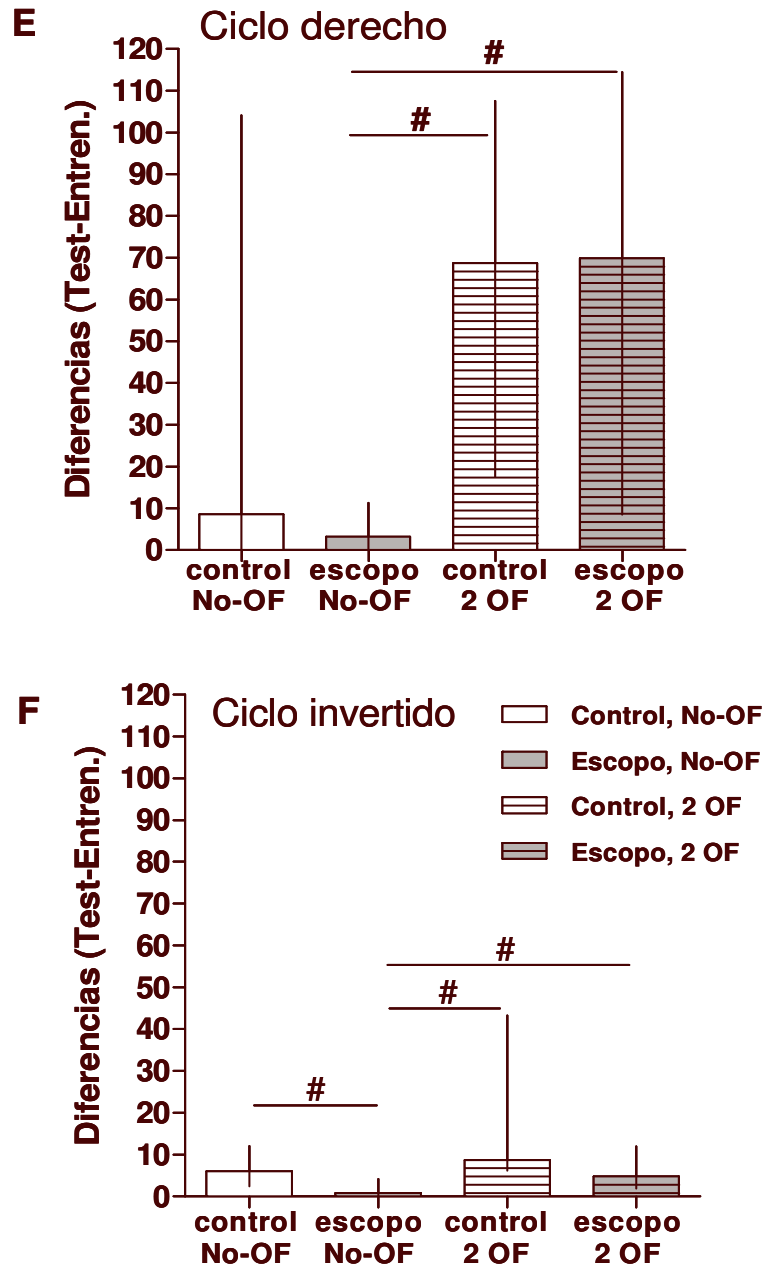 E
Ciclo derecho
Diferencias (Test-Entren.)
120
110
100
90
80
70
60
50
40
30
20
10
0
#
#
control escopo control escopo
No-OF No-OF 2 OF 2 OF
F
Ciclo invertido
Diferencias (Test-Entren.)
120
110
100
90
80
70
60
50
40
30
20
10
0
Control, No-OF
Escopo, No-OF
Control, 2 OF
Escopo, 2 OF
#
#
#
control escopo control escopo
No-OF No-OF 2 OF 2 OF